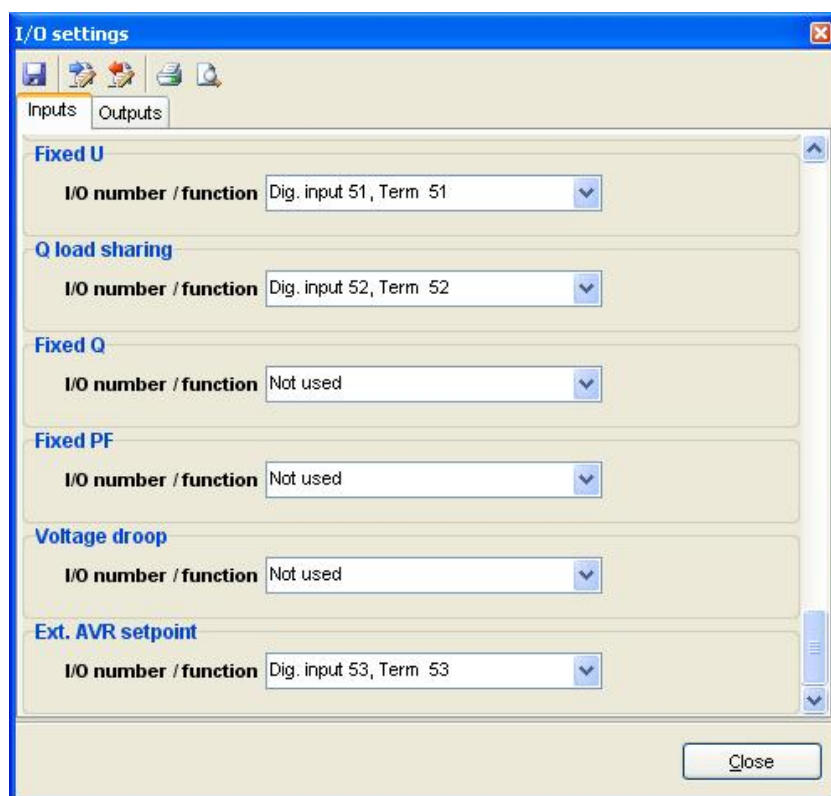 I/O settings
Inputs Outputs
Fixed U
I/O number / function Dig. input 51, Term 51
Q load sharing
I/O number / function Dig. input 52, Term 52
Fixed Q
I/O number / function Not used
Fixed PF
I/O number / function Not used
Voltage droop
I/O number / function Not used
Ext. AVR setpoint
I/O number / function Dig. input 53, Term 53
Close